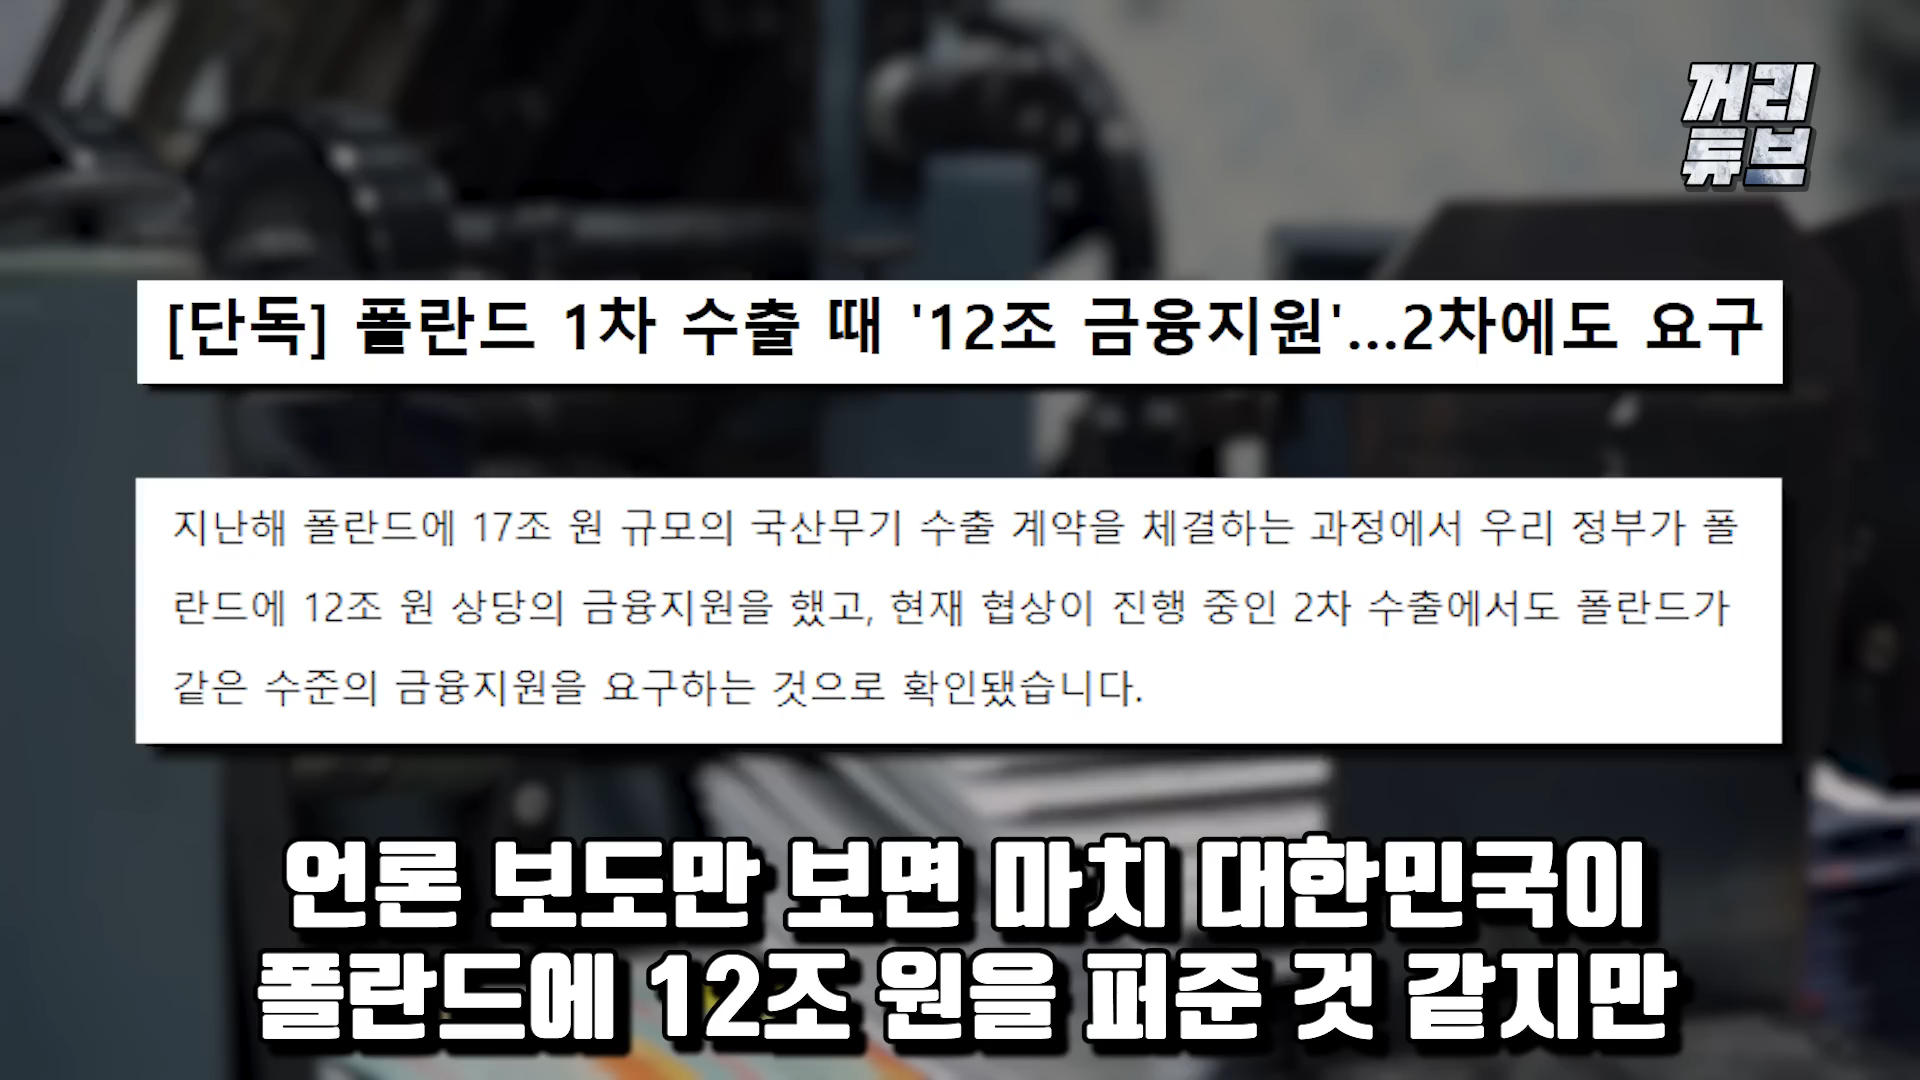 꺼리
튜브
[단독] 폴란드 1차 수출 때 '12조 금융지원'...2차에도 요구
지난해 폴란드에 17조 원 규모의 국산무기 수출 계약을 체결하는 과정에서 우리 정부가 폴
란드에 12조 원 상당의 금융지원을 했고, 현재 협상이 진행 중인 2차 수출에서도 폴란드가
같은 수준의 금융지원을 요구하는 것으로 확인됐습니다.
언론 보도만 보면 마치 대한민국이
폴란드에 12조 원을 퍼준 것 같지만